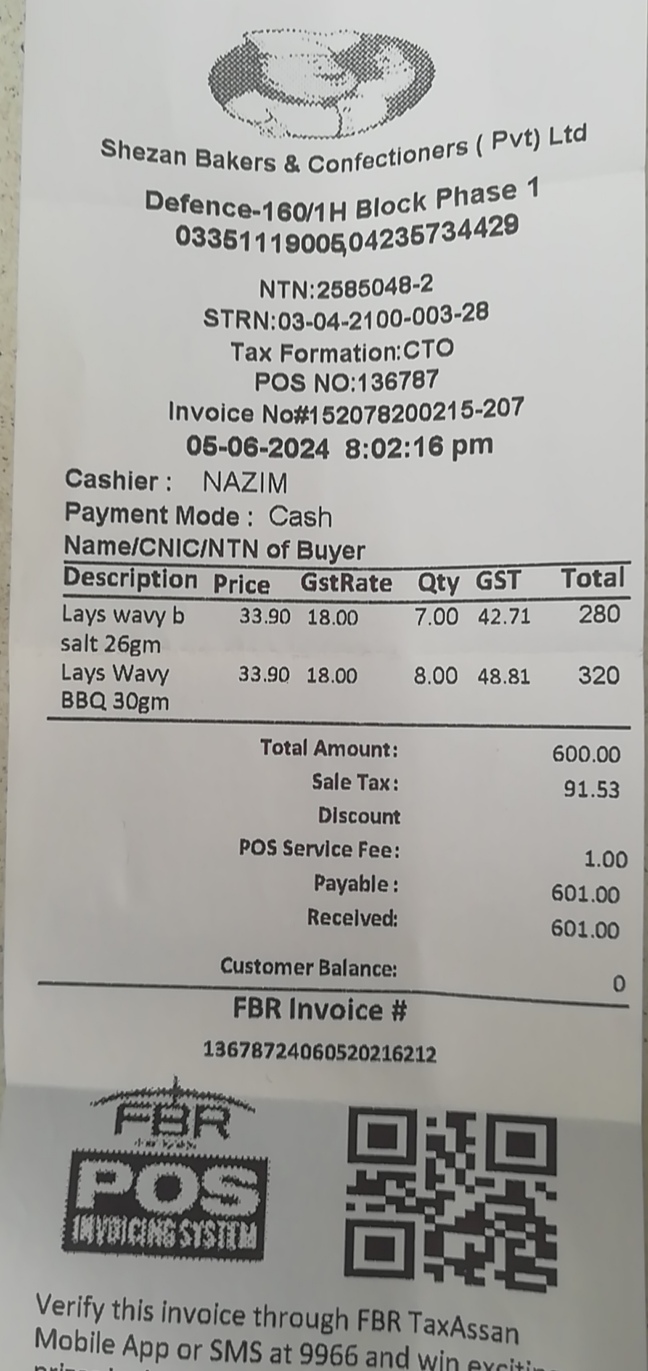 Shezan Bakers & Confectioners ( Pvt) Ltd
Defence-160/1H Block Phase 1
03351119005,04235734429
NTN:2585048-2
STRN:03-04-2100-003-28
Tax Formation:CTO
POS NO:136787
Invoice No#152078200215-207
05-06-2024 8:02:16 pm
Cashier : NAZIM
Payment Mode : Cash
Name/CNIC/NTN of Buyer
Description Price GstRate Qty GST Total
Lays wavy b 33.90 18.00 7.00 42.71 280
salt 26gm
Lays Wavy 33.90 18.00 8.00 48.81 320
BBQ 30gm
Total Amount: 600.00
Sale Tax: 91.53
Discount
POS Service Fee: 1.00
Payable : 601.00
Received: 601.00
Customer Balance: 0
FBR Invoice #
13678724060520216212
FBR
POS
INVOICING SYSTEM
Verify this invoice through FBR TaxAssan
Mobile App or SMS at 9966 and win